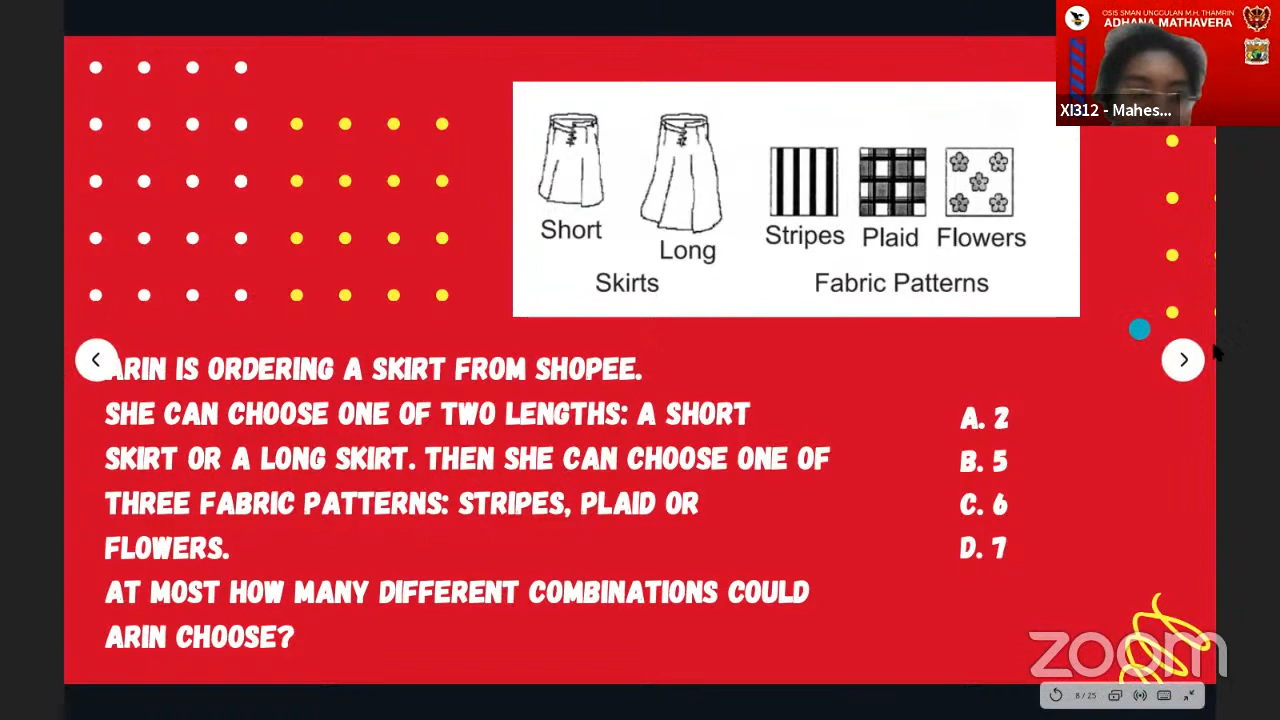 OSIS SMAN UNGGULAN M.H. THAMRIN
ADHANA MATHAVERA
XI312 - Mahes...
Short
Long
Skirts
Stripes
Plaid
Flowers
Fabric Patterns
ARIN IS ORDERING A SKIRT FROM SHOPEE.
SHE CAN CHOOSE ONE OF TWO LENGTHS: A SHORT
SKIRT OR A LONG SKIRT. THEN SHE CAN CHOOSE ONE OF
THREE FABRIC PATTERNS: STRIPES, PLAID OR
FLOWERS.
AT MOST HOW MANY DIFFERENT COMBINATIONS COULD
ARIN CHOOSE?
A. 2
B. 5
C. 6
D. 7
zoom
8 / 25